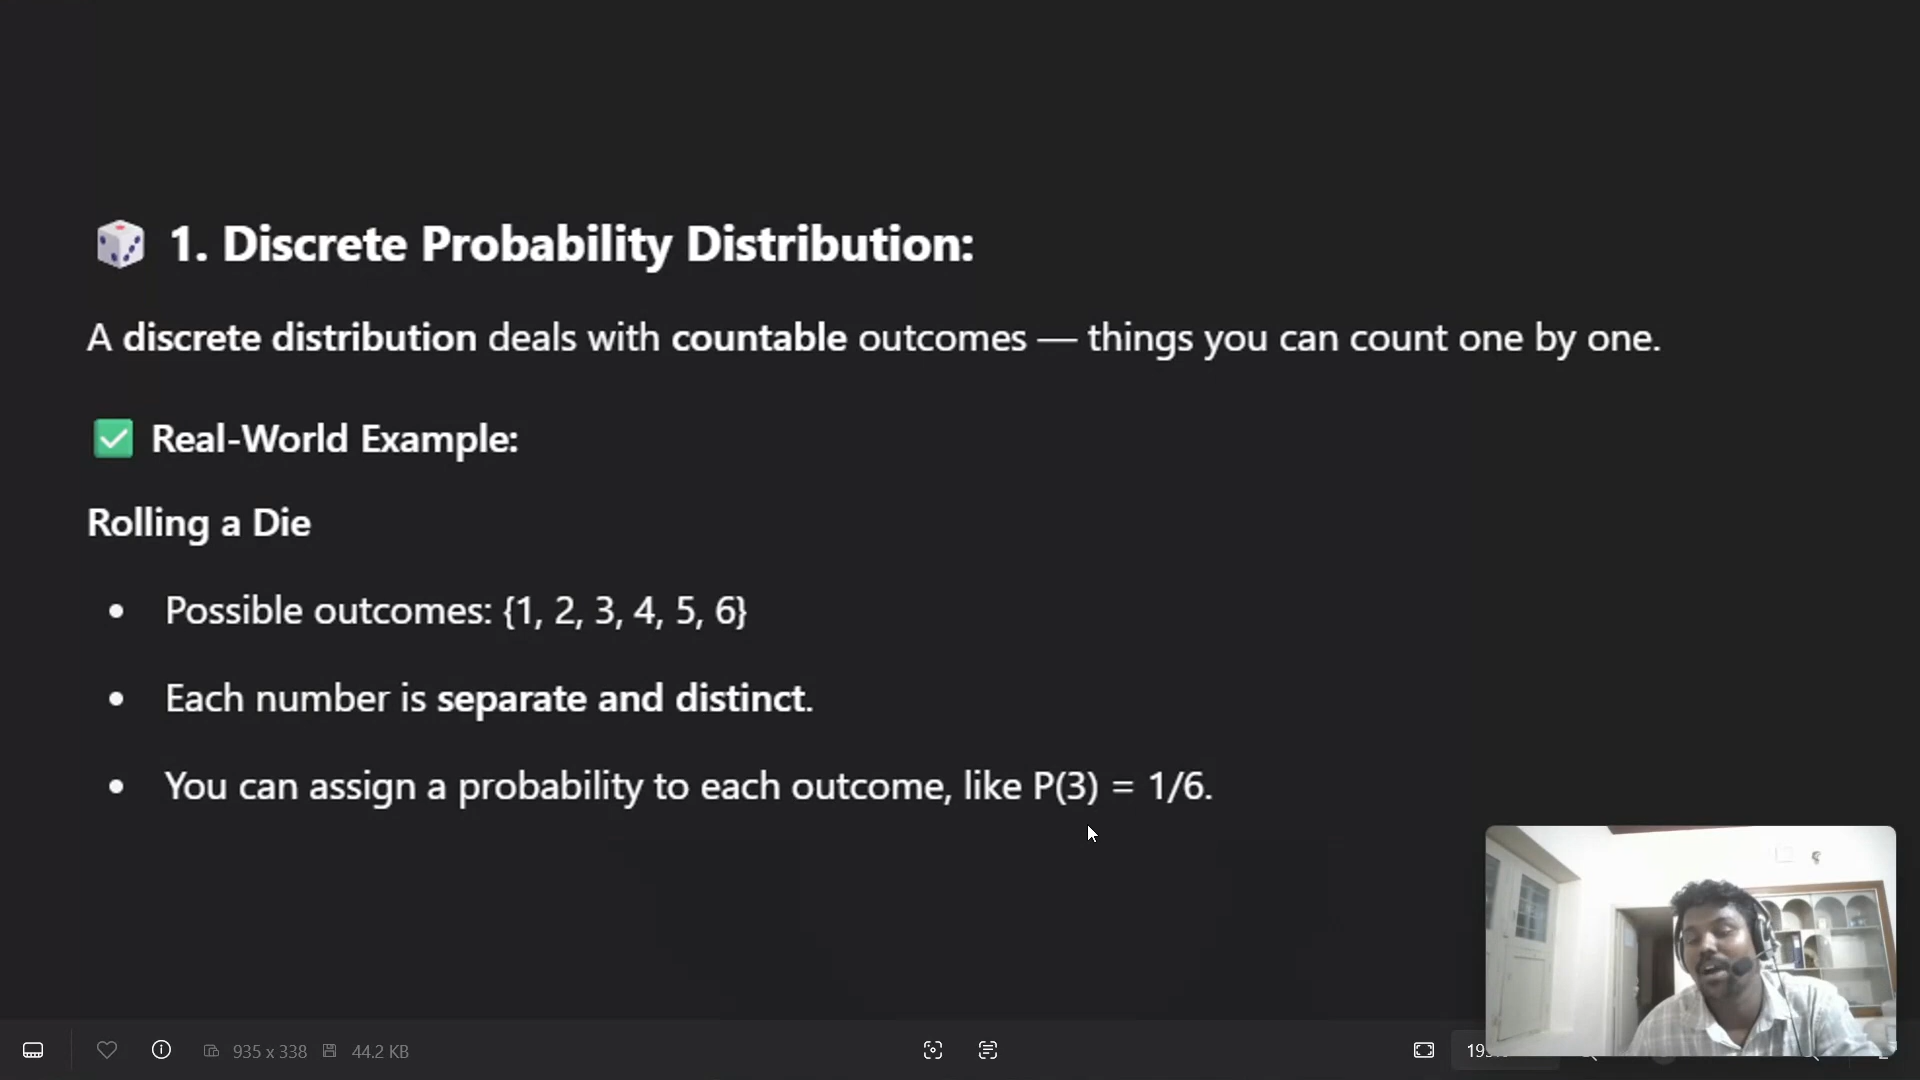 1. Discrete Probability Distribution:
A discrete distribution deals with countable outcomes — things you can count one by one.
Real-World Example:
Rolling a Die
• Possible outcomes: {1, 2, 3, 4, 5, 6}
• Each number is separate and distinct.
• You can assign a probability to each outcome, like P(3) = 1/6.
935 x 338 44.2 KB